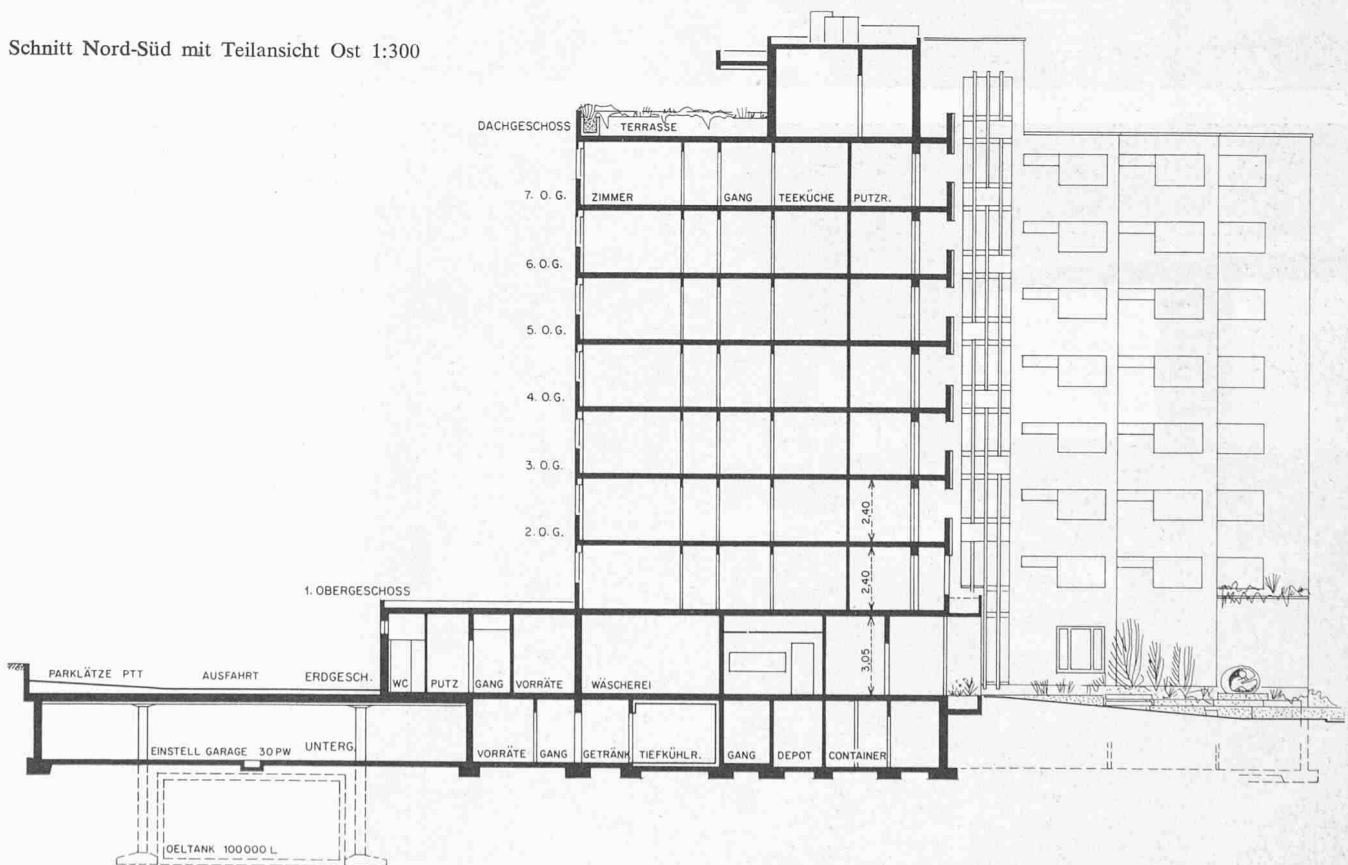 Schnitt Nord-Süd mit Teilansicht Ost 1:300
DACHGESCHOSS
TERRASSE
7. O.G.
ZIMMER
GANG
TEEKÜCHE
PUTZR.
6. O.G.
5. O.G.
4. O.G.
3. O.G.
2,40
2. O.G.
2,40
1. OBERGESCHOSS
3,05
PARKLÄTZE PTT
AUSFAHRT
ERDGESCH.
WC
PUTZ
GANG
VORRÄTE
WÄSCHEREI
EINSTELL GARAGE 30 PW
UNTERG.
VORRÄTE
GANG
GETRÄNK
TIEFKÜHLR.
GANG
DEPOT
CONTAINER
OELTANK 100000 L